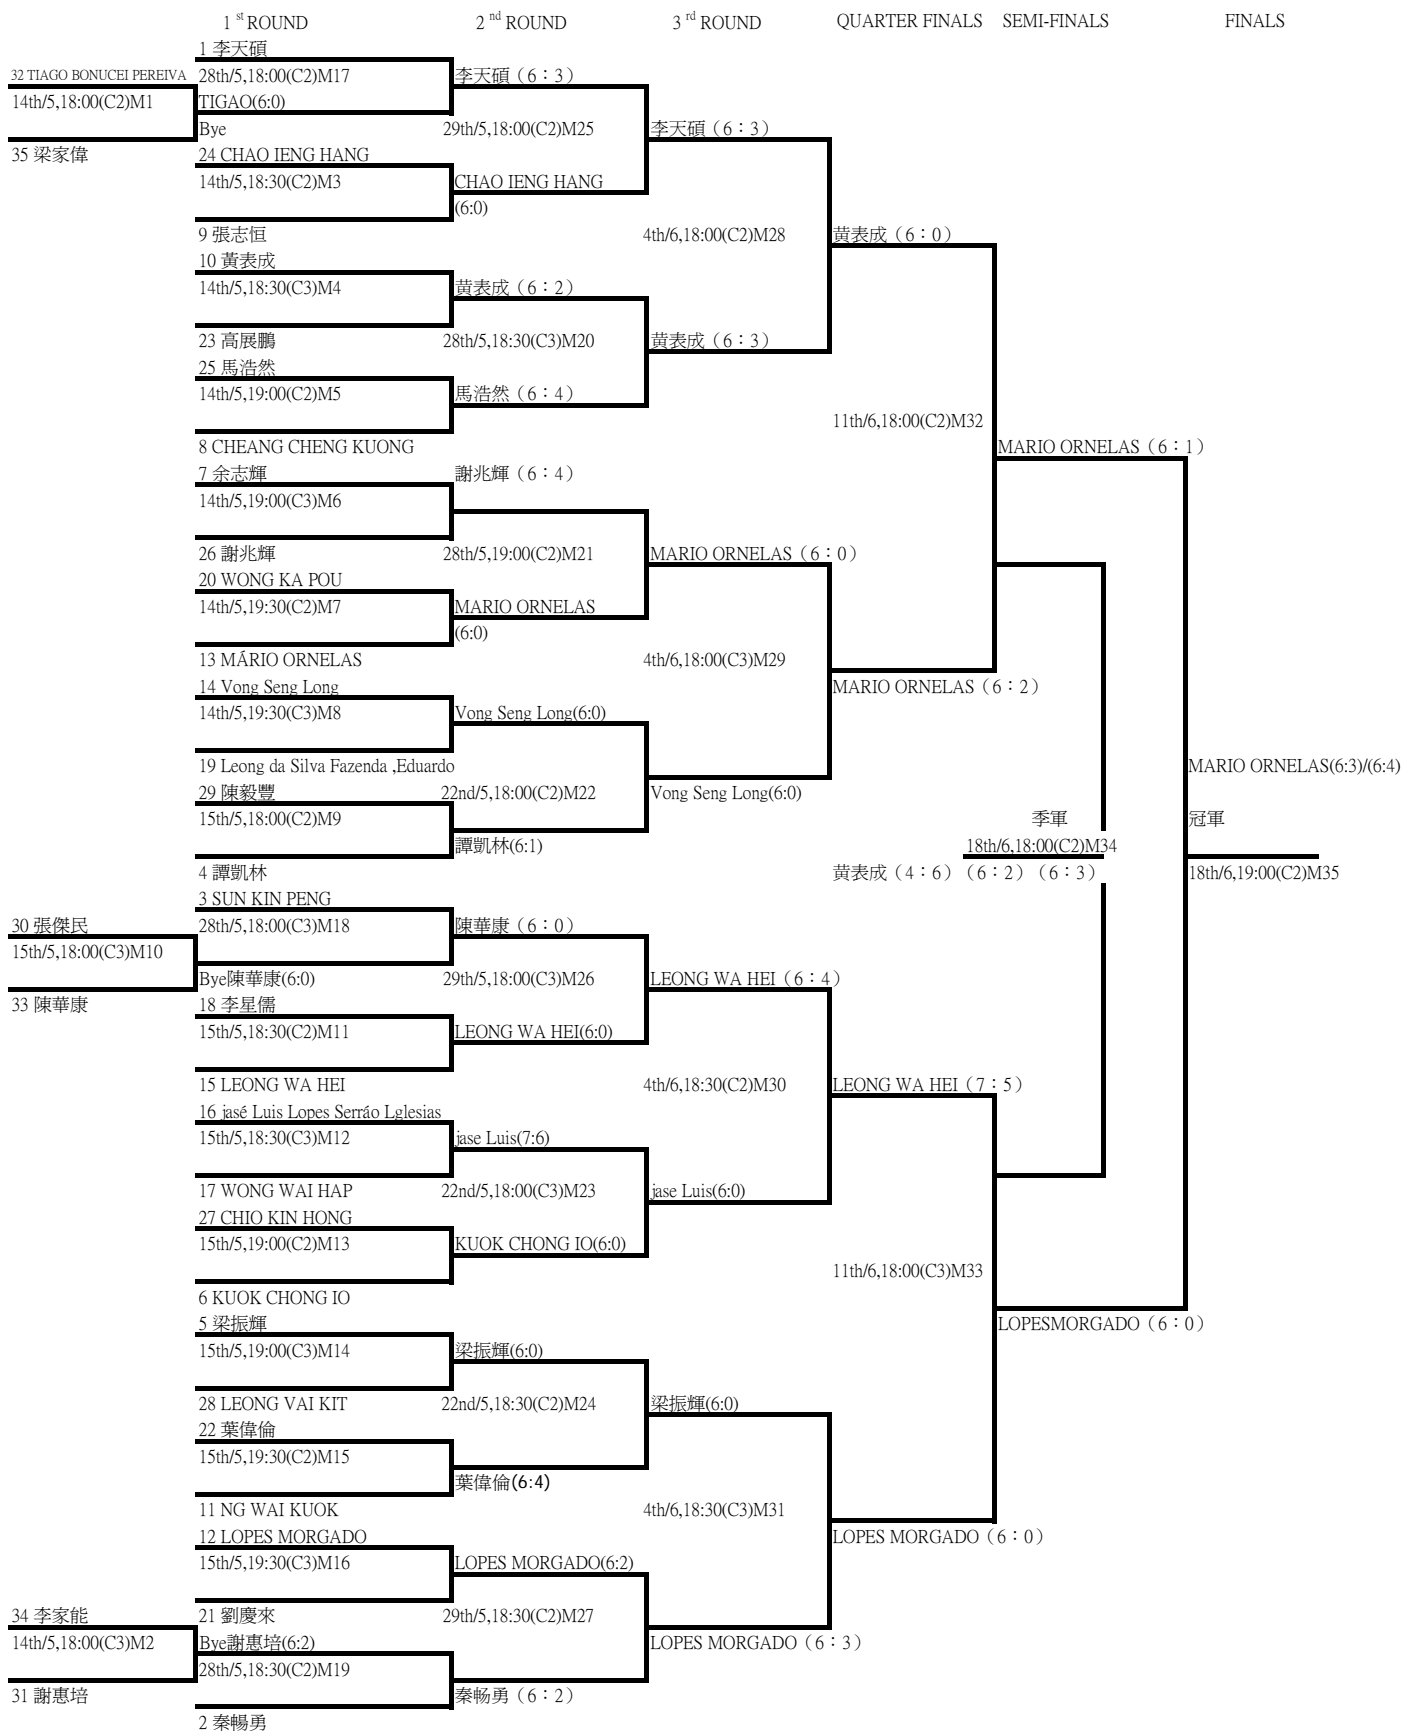 1 st ROUND 2 nd ROUND 3 rd ROUND QUARTER FINALS SEMI-FINALS FINALS
1 李天碩
32 TIAGO BONUCEI PEREIVA 28th/5,18:00(C2)M17 李天碩（6：3）
14th/5,18:00(C2)M1 TIGAO(6:0)
Bye 29th/5,18:00(C2)M25 李天碩（6：3）
35 梁家偉 24 CHAO IENG HANG
14th/5,18:30(C2)M3 CHAO IENG HANG
(6:0)
9 張志恒 4th/6,18:00(C2)M28 黄表成（6：0）
10 黃表成
14th/5,18:30(C3)M4 黄表成（6：2）
23 高展鵬 28th/5,18:30(C3)M20 黄表成（6：3）
25 馬浩然
14th/5,19:00(C2)M5 馬浩然（6：4）
11th/6,18:00(C2)M32
8 CHEANG CHENG KUONG MARIO ORNELAS（6：1）
7 余志輝 謝兆輝（6：4）
14th/5,19:00(C3)M6
26 謝兆輝 28th/5,19:00(C2)M21 MARIO ORNELAS（6：0）
20 WONG KA POU
14th/5,19:30(C2)M7 MARIO ORNELAS
(6:0)
13 MÁRIO ORNELAS 4th/6,18:00(C3)M29
14 Vong Seng Long MARIO ORNELAS（6：2）
14th/5,19:30(C3)M8 Vong Seng Long(6:0)
19 Leong da Silva Fazenda ,Eduardo MARIO ORNELAS(6:3)/(6:4)
29 陳毅豐 22nd/5,18:00(C2)M22 Vong Seng Long(6:0)
15th/5,18:00(C2)M9 季軍 冠軍
譚凱林(6:1) 18th/6,18:00(C2)M34
4 譚凱林 黄表成（4：6）（6：2）（6：3） 18th/6,19:00(C2)M35
3 SUN KIN PENG
30 張傑民 28th/5,18:00(C3)M18 陳華康（6：0）
15th/5,18:00(C3)M10
Bye陳華康(6:0) 29th/5,18:00(C3)M26 LEONG WA HEI（6：4）
33 陳華康 18 李星儒
15th/5,18:30(C2)M11 LEONG WA HEI(6:0)
15 LEONG WA HEI 4th/6,18:30(C2)M30 LEONG WA HEI（7：5）
16 jasé Luis Lopes Serráo Lglesias
15th/5,18:30(C3)M12 jase Luis(7:6)
17 WONG WAI HAP 22nd/5,18:00(C3)M23 jase Luis(6:0)
27 CHIO KIN HONG
15th/5,19:00(C2)M13 KUOK CHONG IO(6:0)
11th/6,18:00(C3)M33
6 KUOK CHONG IO
5 梁振輝 LOPESMORGADO（6：0）
15th/5,19:00(C3)M14 梁振輝(6:0)
28 LEONG VAI KIT 22nd/5,18:30(C2)M24 梁振輝(6:0)
22 葉偉倫
15th/5,19:30(C2)M15
葉偉倫(6:4)
11 NG WAI KUOK 4th/6,18:30(C3)M31
12 LOPES MORGADO LOPES MORGADO（6：0）
15th/5,19:30(C3)M16 LOPES MORGADO(6:2)
34 李家能 21 劉慶來 29th/5,18:30(C2)M27
14th/5,18:00(C3)M2 Bye謝惠培(6:2) LOPES MORGADO（6：3）
28th/5,18:30(C2)M19
31 謝惠培 秦畅勇（6：2）
2 秦暢勇